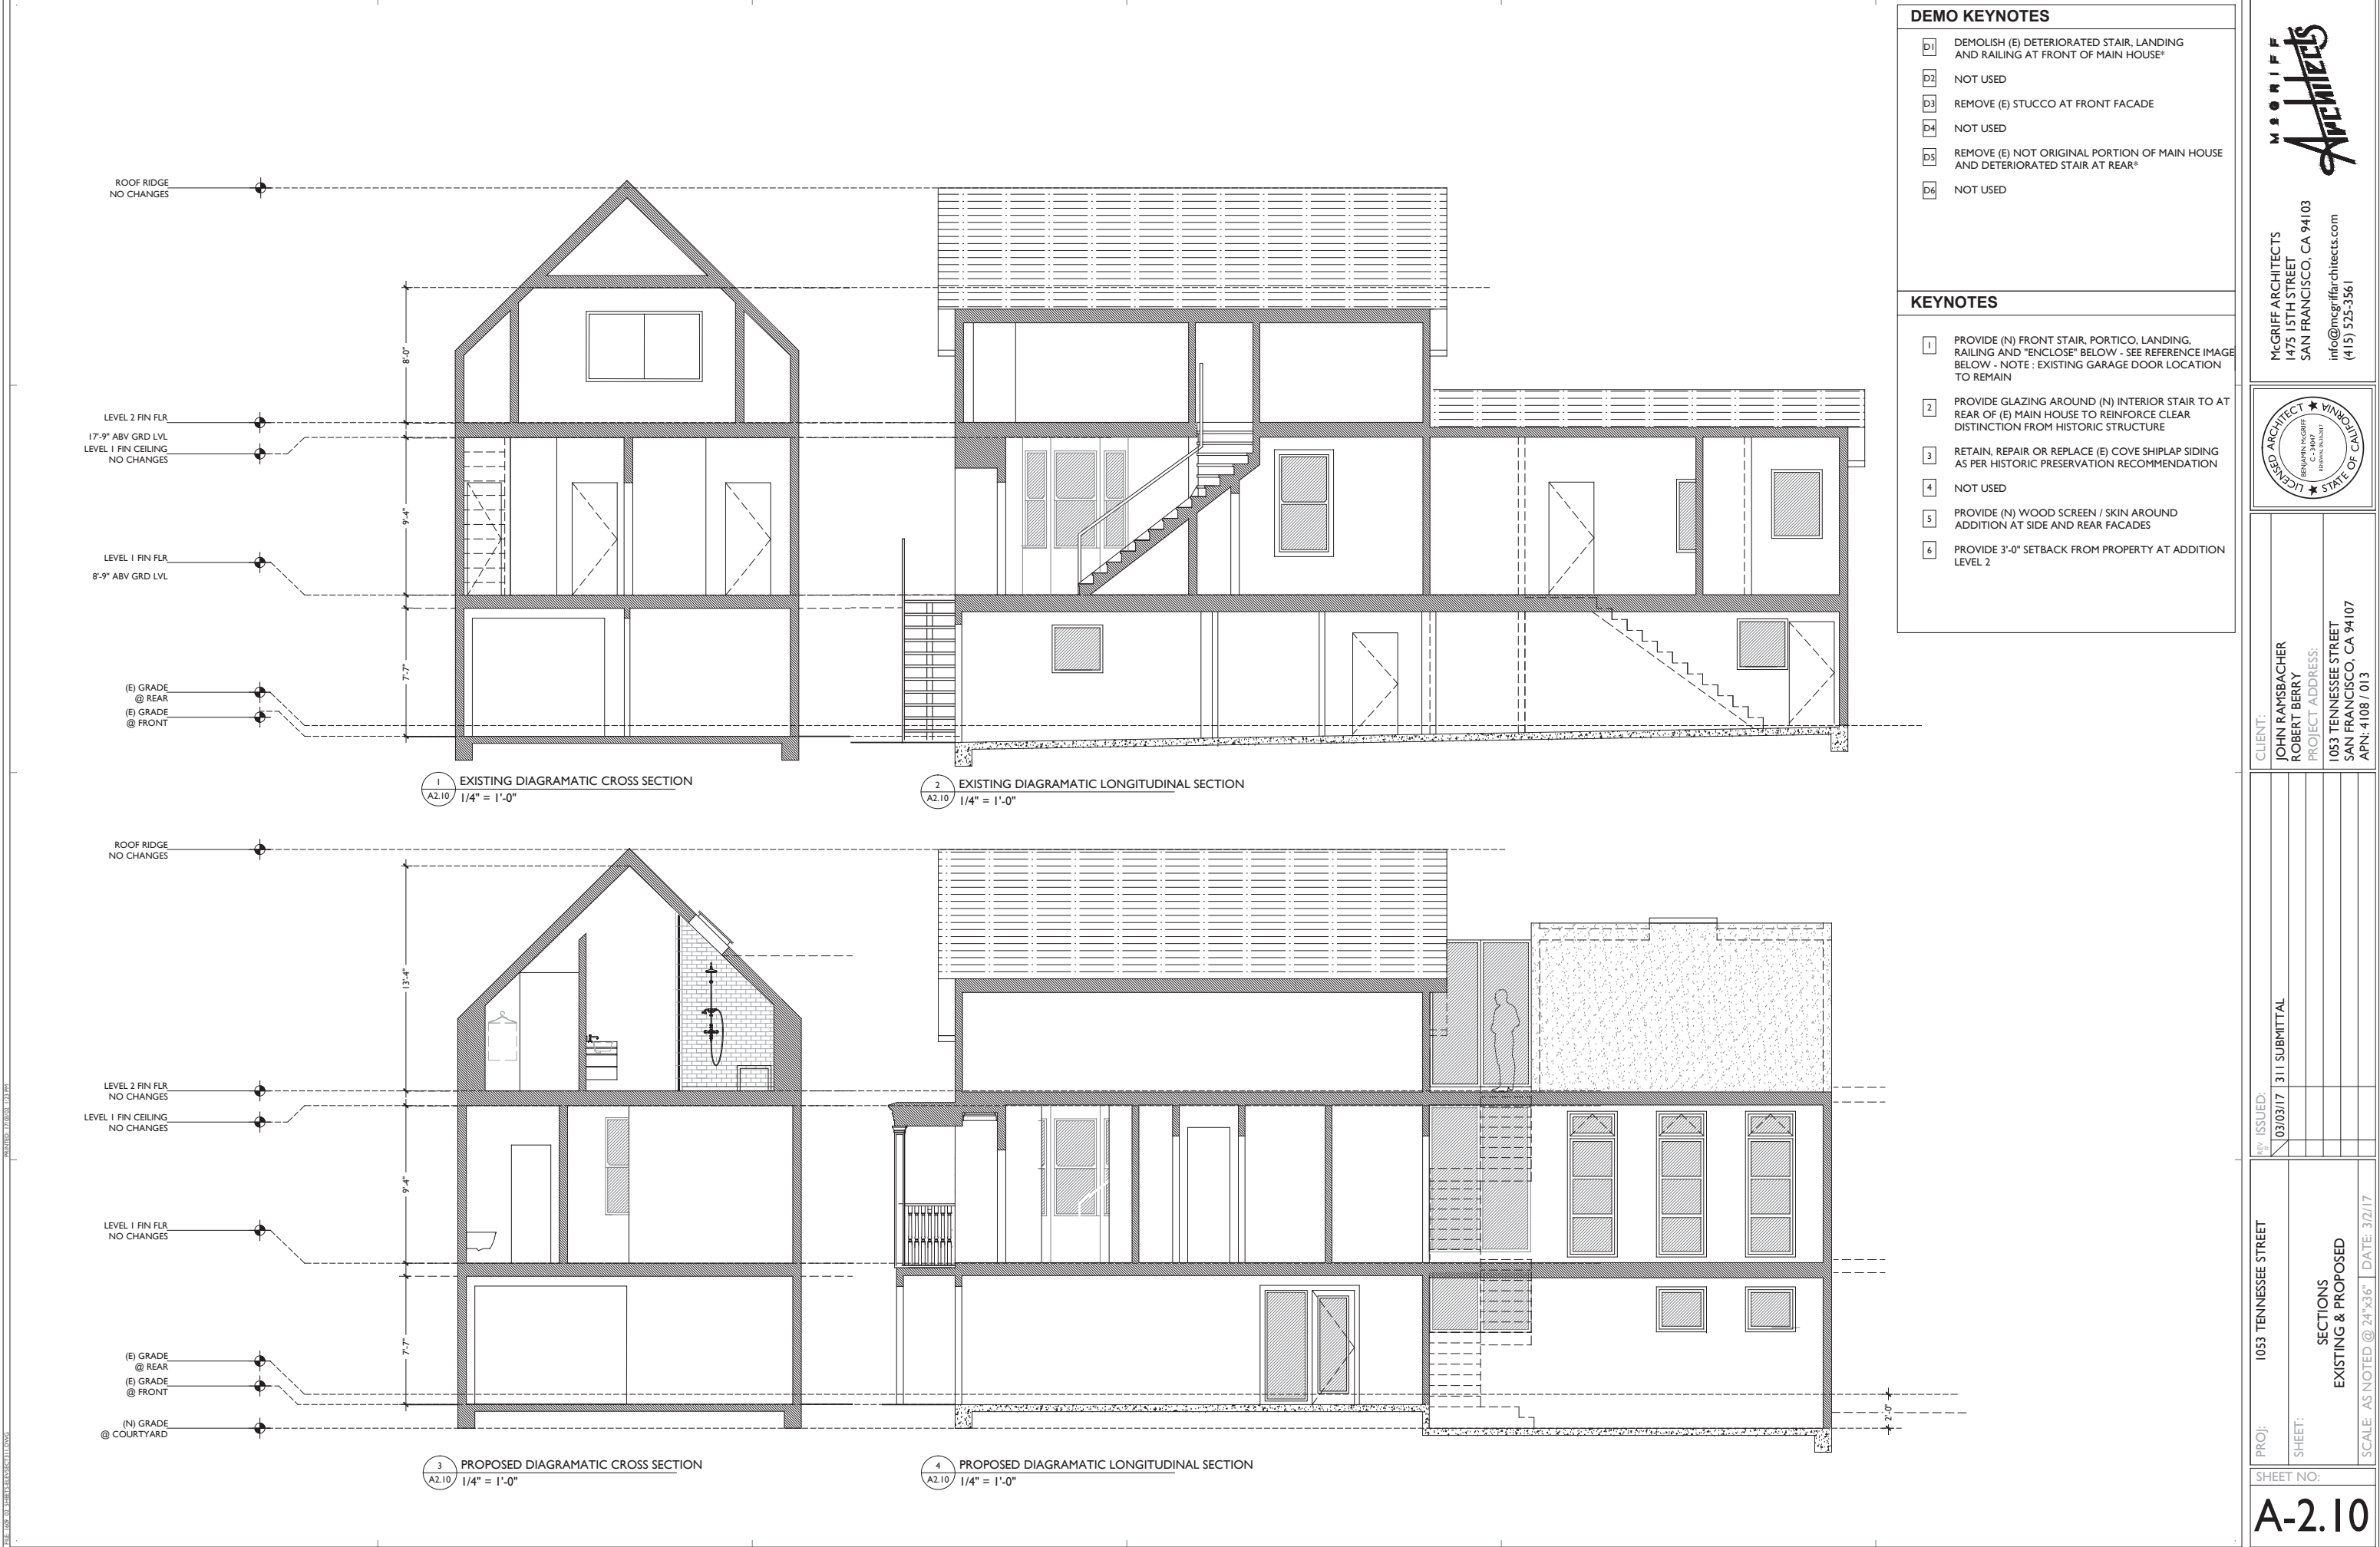 DEMO KEYNOTES
D1
DEMOLISH (E) DETERIORATED STAIR, LANDING
AND RAILING AT FRONT OF MAIN HOUSE*
D2
NOT USED
D3
REMOVE (E) STUCCO AT FRONT FACADE
D4
NOT USED
D5
REMOVE (E) NOT ORIGINAL PORTION OF MAIN HOUSE
AND DETERIORATED STAIR AT REAR*
D6
NOT USED
KEYNOTES
1
PROVIDE (N) FRONT STAIR, PORTICO, LANDING,
RAILING AND "ENCLOSE" BELOW - SEE REFERENCE IMAGE
BELOW - NOTE : EXISTING GARAGE DOOR LOCATION
TO REMAIN
2
PROVIDE GLAZING AROUND (N) INTERIOR STAIR TO AT
REAR OF (E) MAIN HOUSE TO REINFORCE CLEAR
DISTINCTION FROM HISTORIC STRUCTURE
3
RETAIN, REPAIR OR REPLACE (E) COVE SHIPLAP SIDING
AS PER HISTORIC PRESERVATION RECOMMENDATION
4
NOT USED
5
PROVIDE (N) WOOD SCREEN / SKIN AROUND
ADDITION AT SIDE AND REAR FACADES
6
PROVIDE 3'-0" SETBACK FROM PROPERTY AT ADDITION
LEVEL 2
ROOF RIDGE
NO CHANGES
8'-0"
LEVEL 2 FIN FLR
17'-9" ABV GRD LVL
LEVEL 1 FIN CEILING
NO CHANGES
9'-4"
LEVEL 1 FIN FLR
8'-9" ABV GRD LVL
7'-7"
(E) GRADE
@ REAR
(E) GRADE
@ FRONT
1
A2.10
EXISTING DIAGRAMATIC CROSS SECTION
1/4" = 1'-0"
2
A2.10
EXISTING DIAGRAMATIC LONGITUDINAL SECTION
1/4" = 1'-0"
ROOF RIDGE
NO CHANGES
13'-4"
LEVEL 2 FIN FLR
NO CHANGES
LEVEL 1 FIN CEILING
NO CHANGES
9'-4"
LEVEL 1 FIN FLR
NO CHANGES
7'-7"
(E) GRADE
@ REAR
(E) GRADE
@ FRONT
(N) GRADE
@ COURTYARD
2'-0"
3
A2.10
PROPOSED DIAGRAMATIC CROSS SECTION
1/4" = 1'-0"
4
A2.10
PROPOSED DIAGRAMATIC LONGITUDINAL SECTION
1/4" = 1'-0"
McGRIFF
Architects
McGRIFF ARCHITECTS
1475 15TH STREET
SAN FRANCISCO, CA 94103
info@mcgriffarchitects.com
(415) 525-3561
LICENSED ARCHITECT
BENJAMIN McGRIFF
STATE OF CALIFORNIA
CLIENT:
JOHN RAMSBACHER
ROBERT BERRY
PROJECT ADDRESS:
1053 TENNESSEE STREET
SAN FRANCISCO, CA 94107
APN: 4108 / 013
REV
ISSUED:
03/03/17 311 SUBMITTAL
PROJ:
1053 TENNESSEE STREET
SHEET:
SECTIONS
EXISTING & PROPOSED
SCALE: AS NOTED @ 24"x36"
DATE: 3/2/17
SHEET NO:
A-2.10